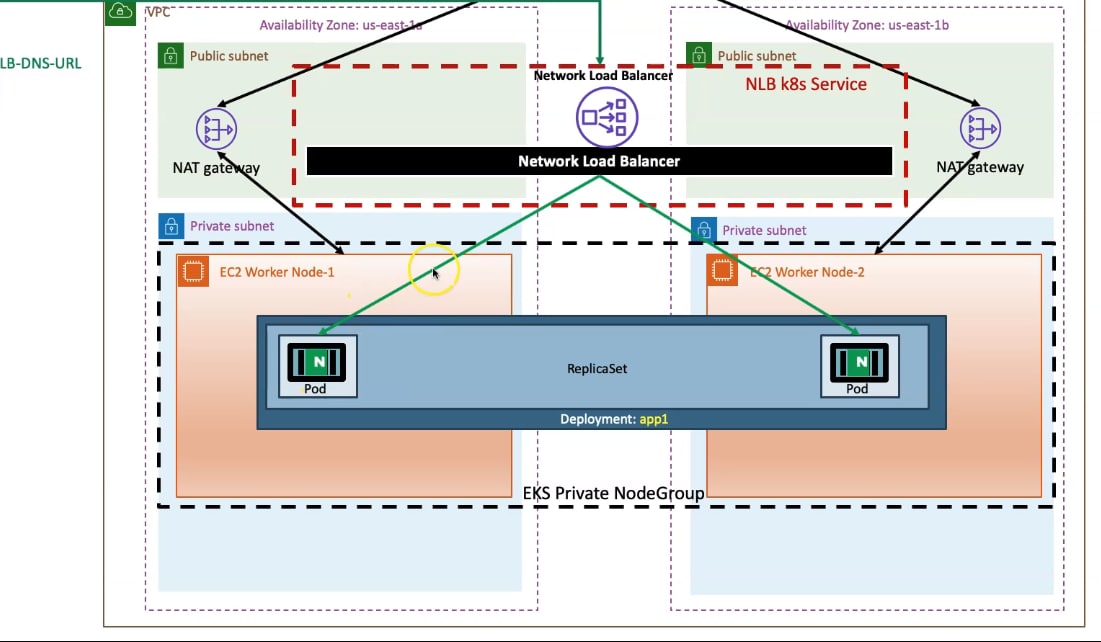 VPC
Availability Zone: us-east-1a
Availability Zone: us-east-1b
Public subnet
Public subnet
LB-DNS-URL
Network Load Balancer
NLB k8s Service
Network Load Balancer
NAT gateway
NAT gateway
Private subnet
Private subnet
EC2 Worker Node-1
EC2 Worker Node-2
N
N
ReplicaSet
Pod
Pod
Deployment: app1
EKS Private NodeGroup